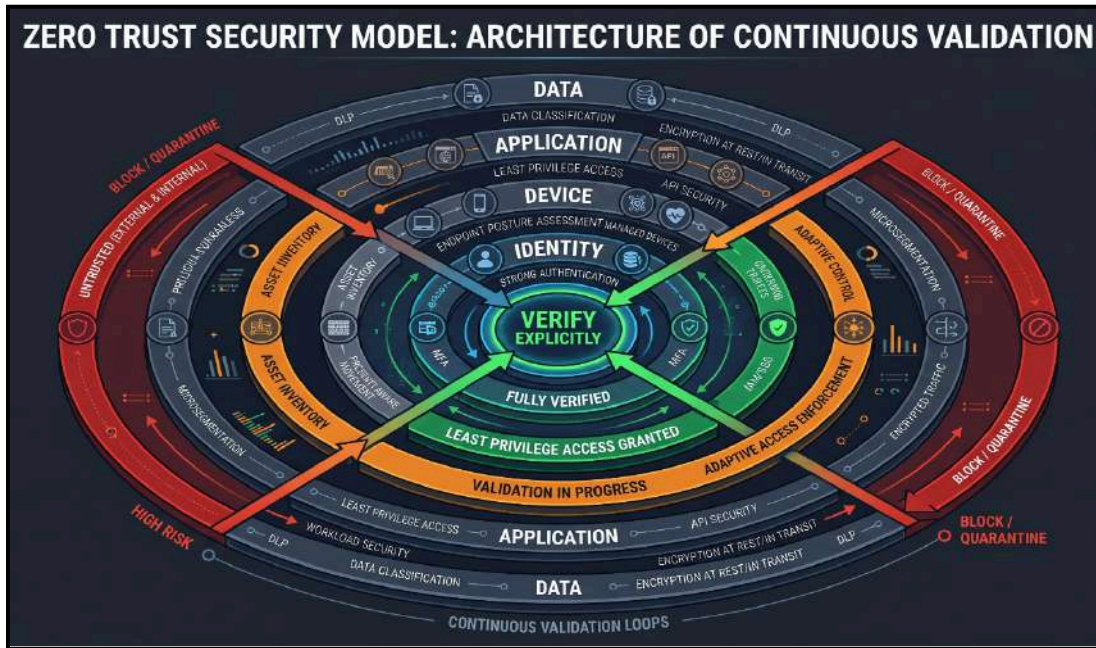 ZERO TRUST SECURITY MODEL: ARCHITECTURE OF CONTINUOUS VALIDATION
DATA
DLP
DLP
DATA CLASSIFICATION
ENCRYPTION AT REST/IN TRANSIT
BLOCK / QUARANTINE
APPLICATION
API
LEAST PRIVILEGE ACCESS
API SECURITY
BLOCK / QUARANTINE
UNTRUSTED (EXTERNAL & INTERNAL)
DEVICE
ENDPOINT POSTURE ASSESSMENT
MANAGED DEVICES
MICROSEGMENTATION
ASSET INVENTORY
ASSET INVENTORY
IDENTITY
STRONG AUTHENTICATION
ADAPTIVE CONTROL
VERIFY
EXPLICITLY
MFA
MFA
FULLY VERIFIED
LEAST PRIVILEGE ACCESS GRANTED
ASSET INVENTORY
MICROSEGMENTATION
ADAPTIVE ACCESS ENFORCEMENT
ENCRYPTED TRAFFIC
BLOCK / QUARANTINE
VALIDATION IN PROGRESS
LEAST PRIVILEGE ACCESS
APPLICATION
API SECURITY
HIGH RISK
DLP
WORKLOAD SECURITY
ENCRYPTION AT REST/IN TRANSIT
DLP
BLOCK /
QUARANTINE
DATA CLASSIFICATION
DATA
ENCRYPTION AT REST/IN TRANSIT
CONTINUOUS VALIDATION LOOPS